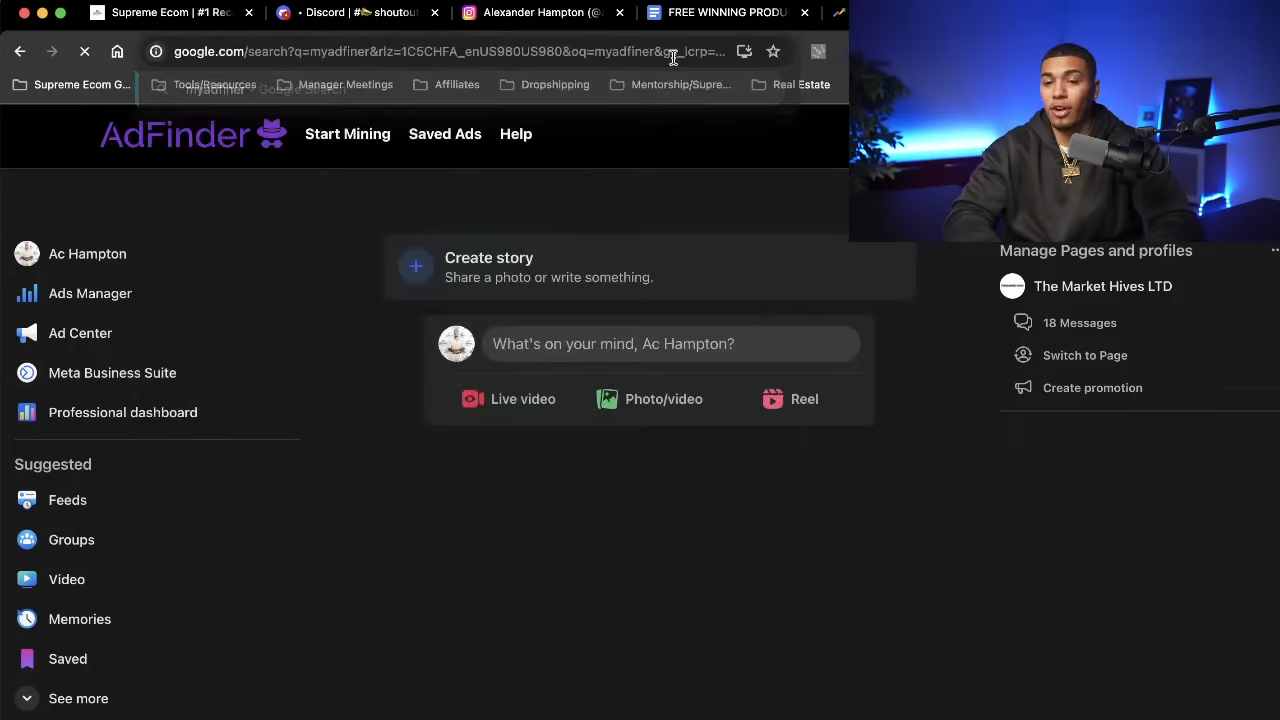 Supreme Ecom | #1 Rec
• Discord | # shoutout
Alexander Hampton (@a
FREE WINNING PRODU
google.com/search?q=myadfiner&rlz=1C5CHFA_enUS980US980&oq=myadfiner&gs_lcrp=...
Supreme Ecom G...
Tools/Resources
Manager Meetings
Affiliates
Dropshipping
Mentorship/Supre...
Real Estate
myadfiner - Google Search
AdFinder
Start Mining
Saved Ads
Help
Ac Hampton
Ads Manager
Ad Center
Meta Business Suite
Professional dashboard
Suggested
Feeds
Groups
Video
Memories
Saved
See more
Create story
Share a photo or write something.
What's on your mind, Ac Hampton?
Live video
Photo/video
Reel
Manage Pages and profiles
The Market Hives LTD
18 Messages
Switch to Page
Create promotion